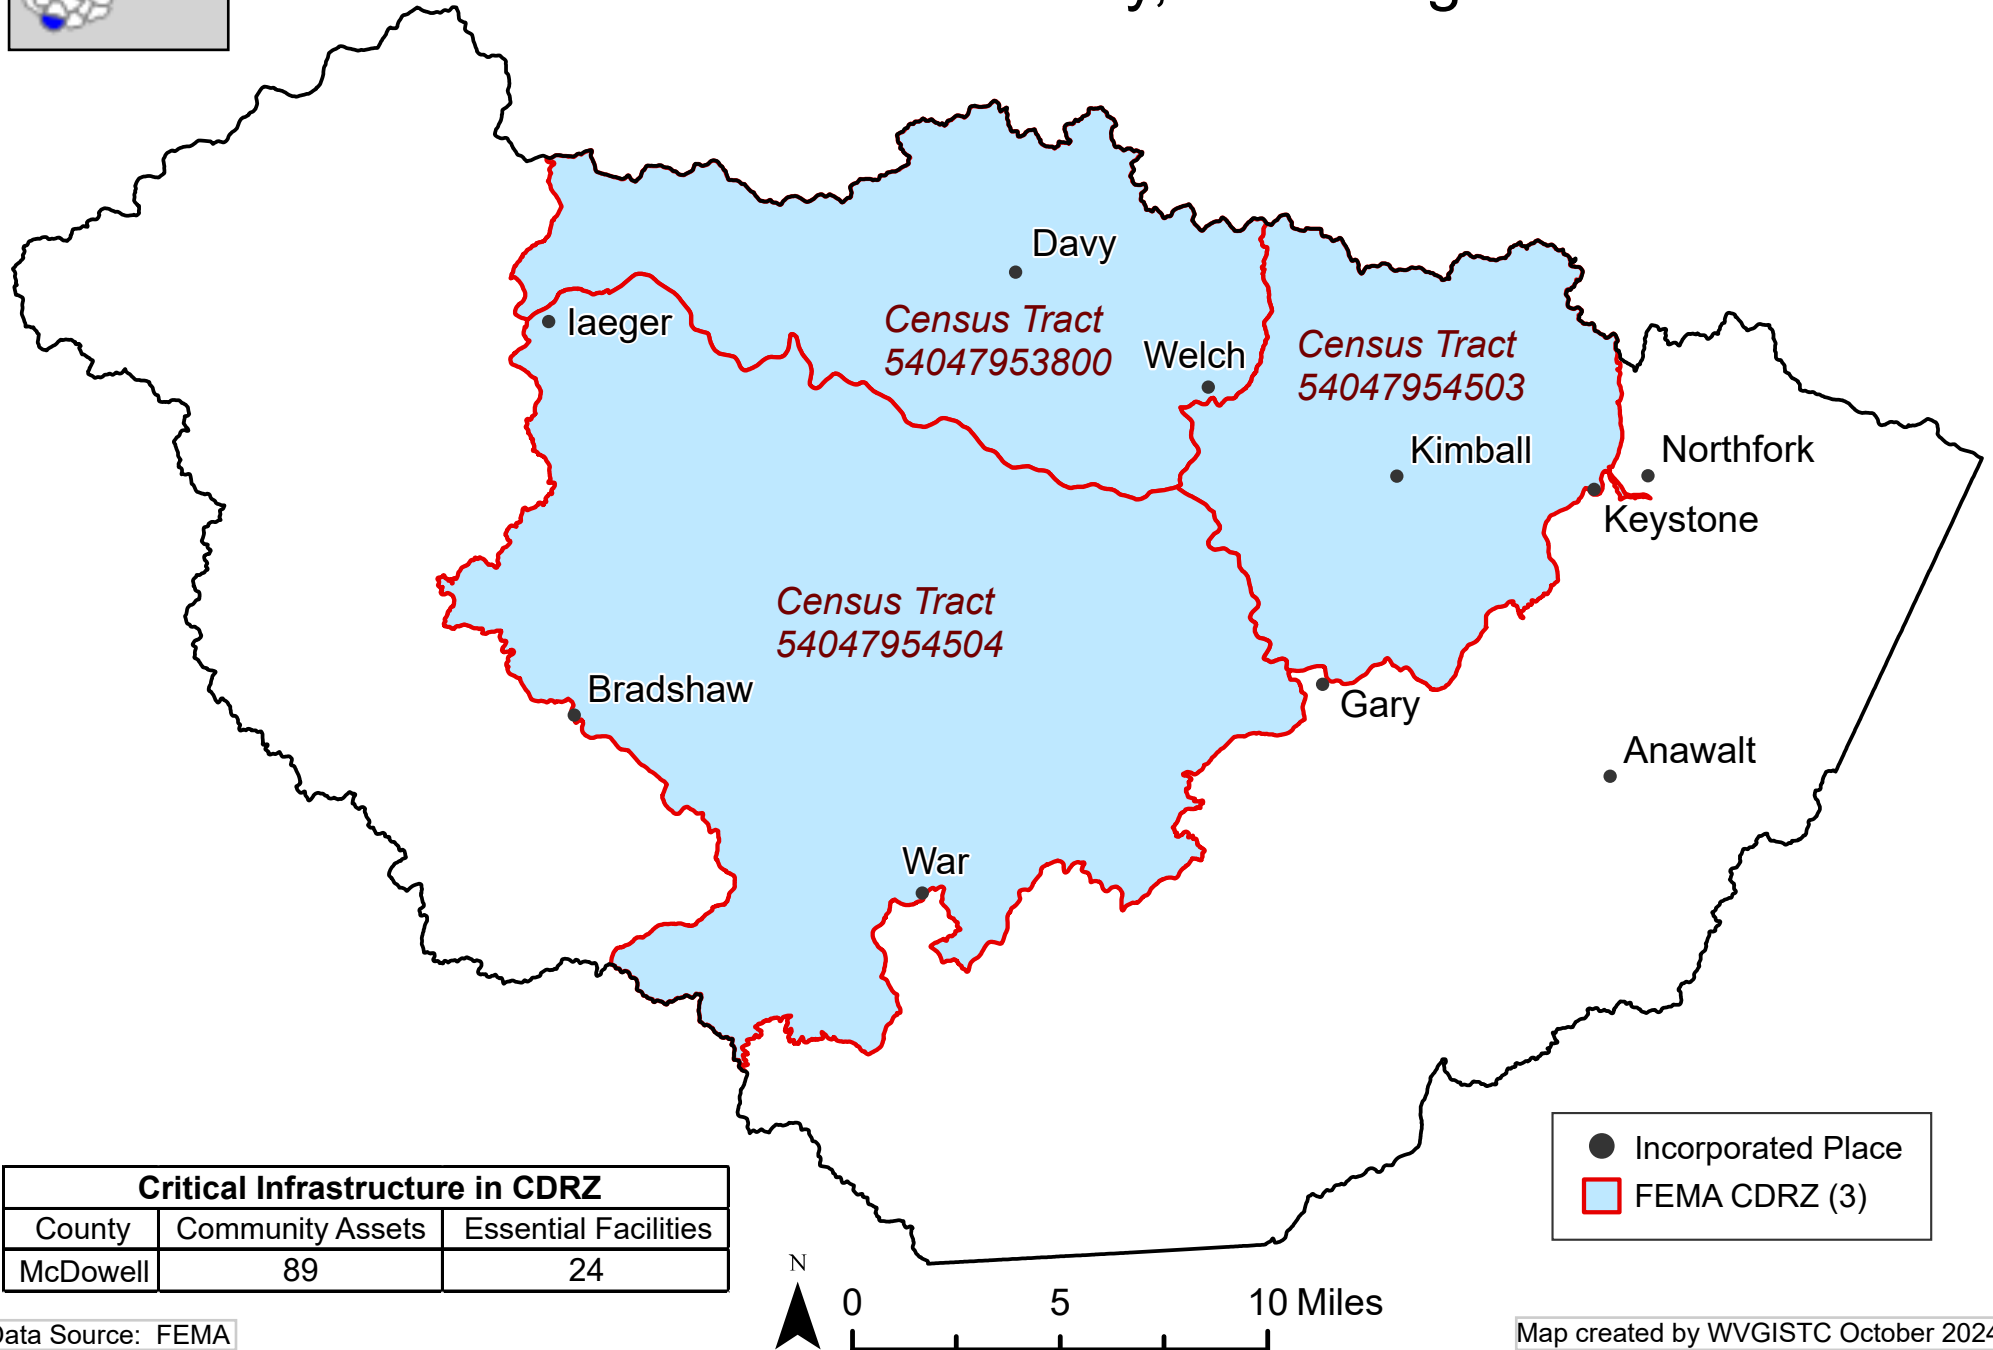 Davy
Iaeger
Census Tract
54047953800
Welch
Census Tract
54047954503
Kimball
Northfork
Keystone
Census Tract
54047954504
Bradshaw
Gary
Anawalt
War
Incorporated Place
FEMA CDRZ (3)
Critical Infrastructure in CDRZ
County Community Assets Essential Facilities
McDowell 89 24
N
0 5 10 Miles
Data Source: FEMA
Map created by WVGISTC October 2024